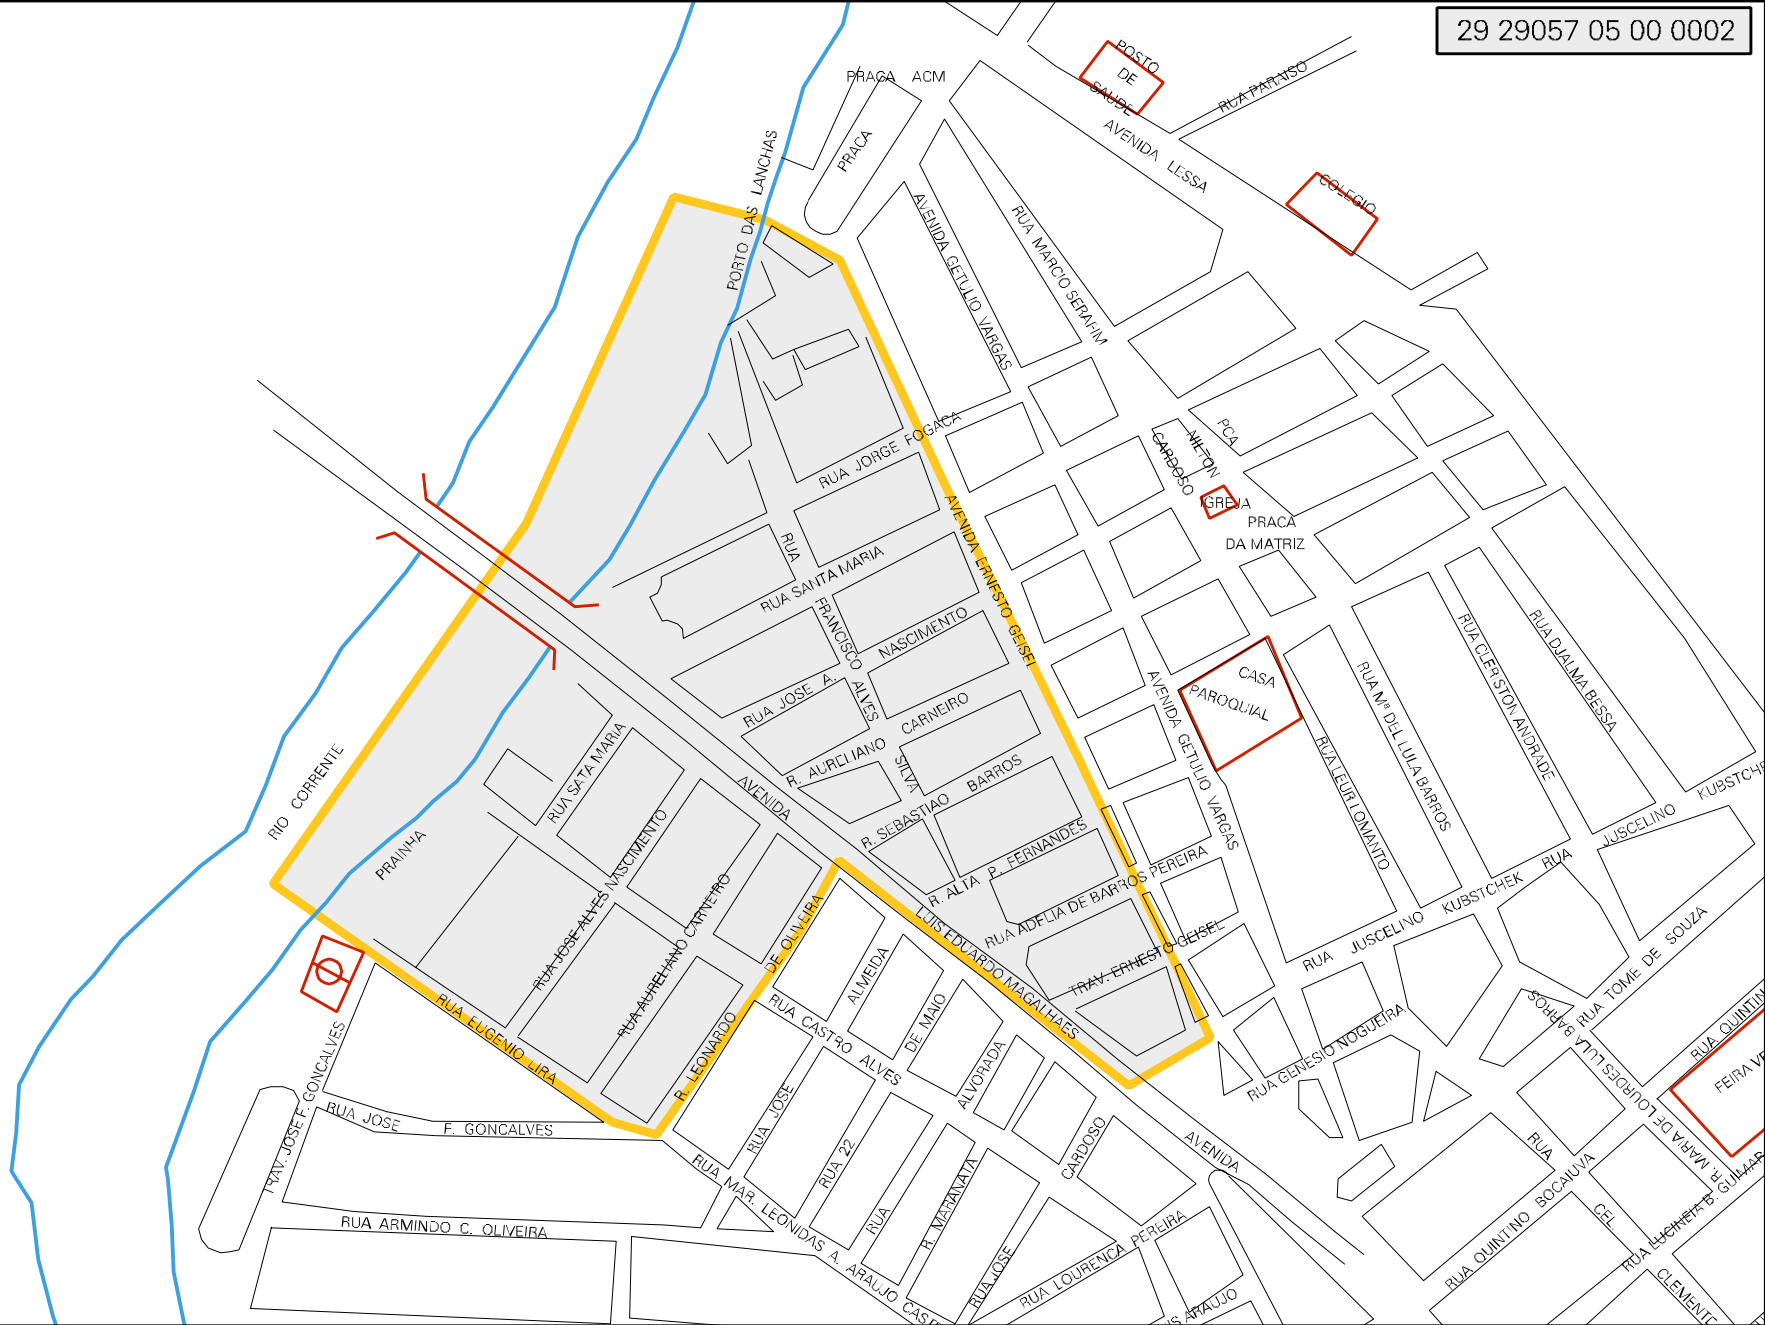 29 29057 05 00 0002
POSTO
DE
SAUDE
PRACA ACM
RUA PARAISO
PRACA
AVENIDA LESSA
COLEGIO
PORTO DAS LANCHAS
AVENIDA GETULIO VARGAS
RUA MARCIO SERAFIM
RUA JORGE FOGACA
PCA
NILTON
CARDOSO
IGREJA
PRACA
DA MATRIZ
AVENIDA ERNESTO GEISEL
RUA
FRANCISCO ALVES
SILVA
RUA SANTA MARIA
NASCIMENTO
RUA JOSE A.
CARNEIRO
R. AURELIANO
BARROS
R. SEBASTIAO
R. ALTA P. FERNANDES
RUA ADELIA DE BARROS PEREIRA
TRAV. ERNESTO GEISEL
CASA
PAROQUIAL
AVENIDA GETULIO VARGAS
RUA LEUR LOMANTO
RUA Mª DEL LULA BARROS
RUA CLERISTON ANDRADE
RUA DJALMA BESSA
KUBSTCHE
JUSCELINO
RUA
KUBSTCHEK
JUSCELINO
RUA
RIO CORRENTE
PRAINHA
RUA SATA MARIA
AVENIDA
LUIS EDUARDO MAGALHAES
RUA JOSE ALVES NASCIMENTO
RUA AURELIANO CARNEIRO
DE OLIVEIRA
R. LEONARDO
RUA EUGENIO LIRA
ALMEIDA
DE MAIO
ALVORADA
RUA CASTRO ALVES
RUA JOSE
RUA 22
RUA
R. MARANATA
RUA JOSE
CARDOSO
AVENIDA
RUA GENESIO NOGUEIRA
RUA TOME DE SOUZA
R. MARIA DE LOURDES LULA BARROS
RUA QUINTIN
FEIRA V
TRAV. JOSE F. GONCALVES
RUA JOSE
F. GONCALVES
RUA ARMINDO C. OLIVEIRA
RUA MAR. LEONIDAS A. ARAUJO CAST
RUA LOURENCA PEREIRA
IS ARAUJO
RUA QUINTINO BOCAIUVA
RUA
CEL
CLEMENT
RUA LUCINEIA B. GUIMAR